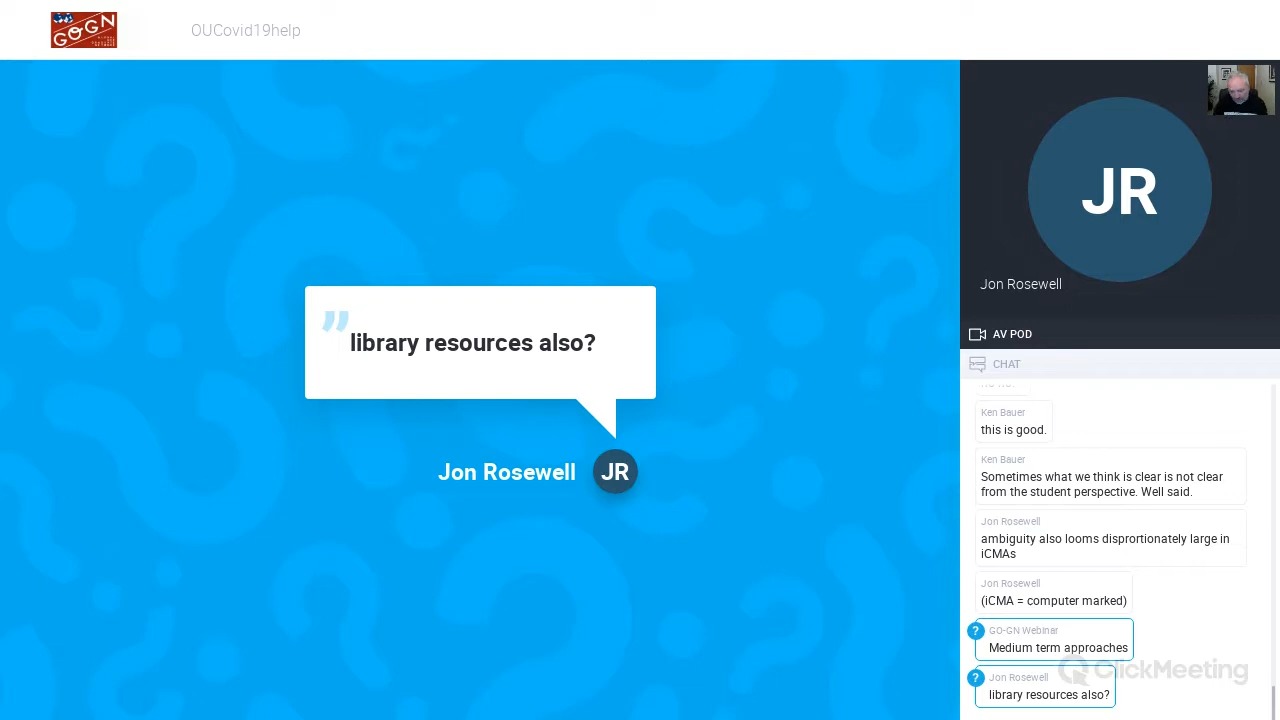 GOGN
OUCovid19help
JR
Jon Rosewell
AV POD
CHAT
Ken Bauer
this is good.
Ken Bauer
Sometimes what we think is clear is not clear
from the student perspective. Well said.
Jon Rosewell
ambiguity also looms disprortionately large in
iCMAs
Jon Rosewell
(iCMA = computer marked)
? GO-GN Webinar
Medium term approaches
ClickMeeting
? Jon Rosewell
library resources also?
" library resources also?
Jon Rosewell JR